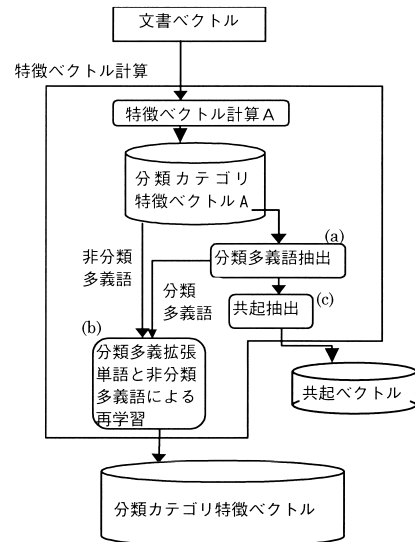 文書ベクトル
特徴ベクトル計算
特徴ベクトル計算A
分類カテゴリ
特徴ベクトルA
(a)
非分類
多義語
分類多義語抽出
分類
多義語
(c)
共起抽出
(b)
分類多義拡張
単語と非分類
多義語による
再学習
共起ベクトル
分類カテゴリ特徴ベクトル